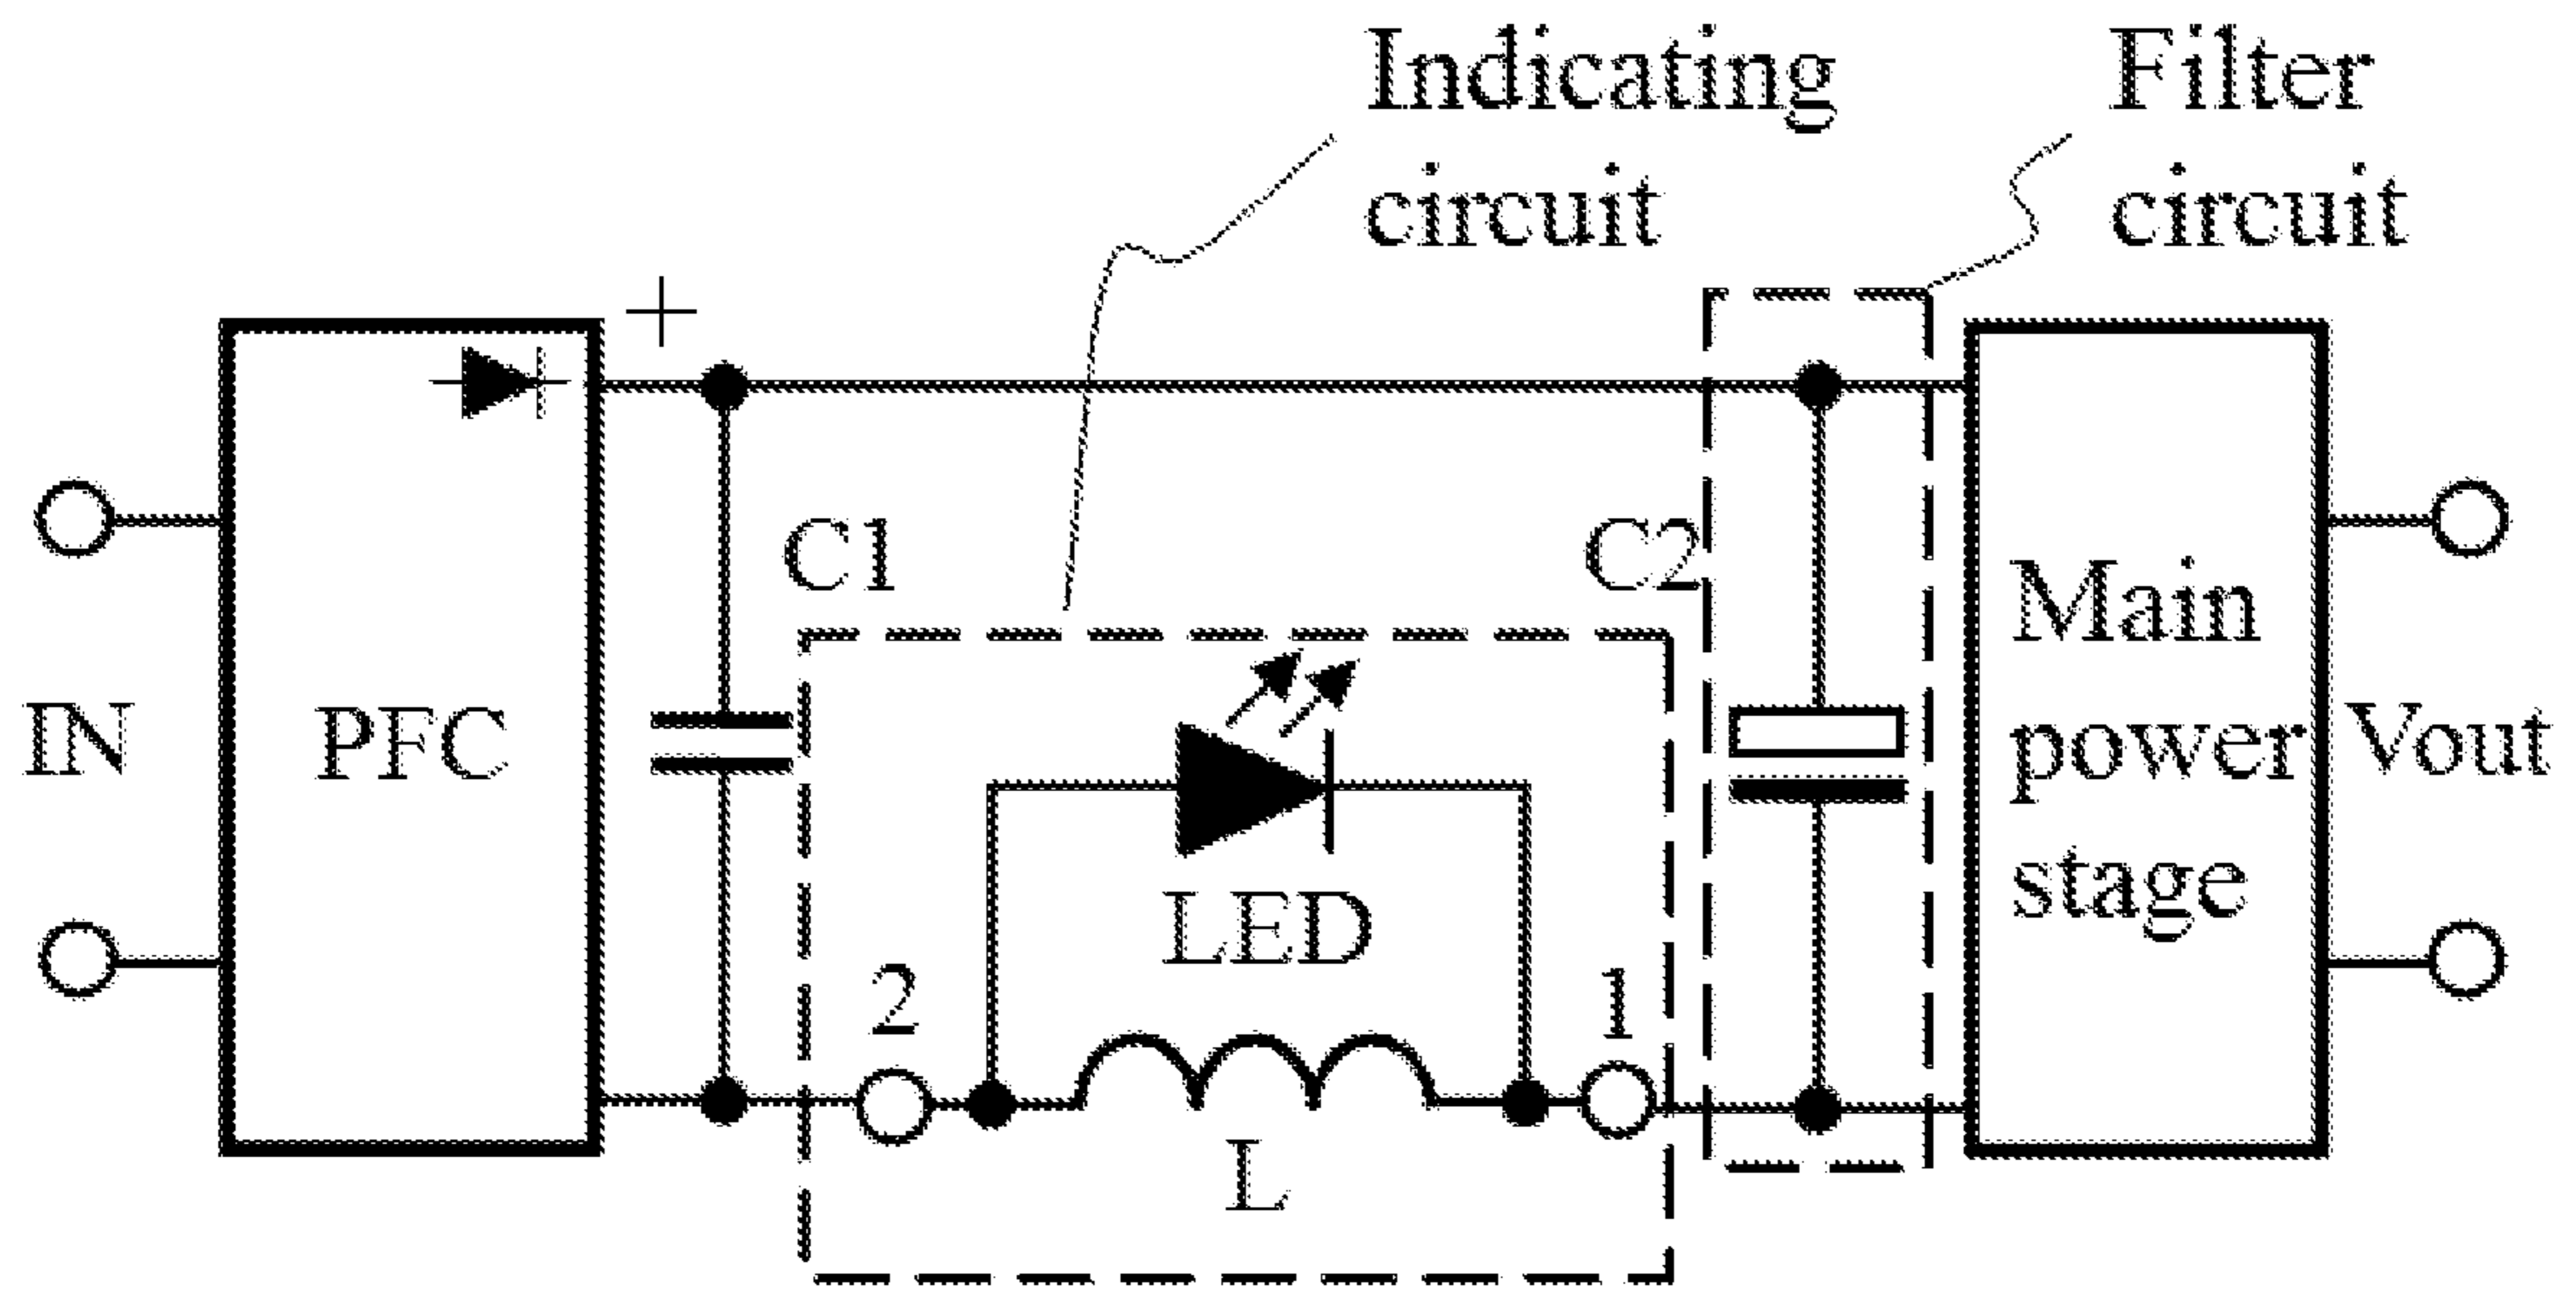 Indicating
circuit
Filter
circuit
+
C1
C2
IN
PFC
Main
power
stage
Vout
LED
2
1
L